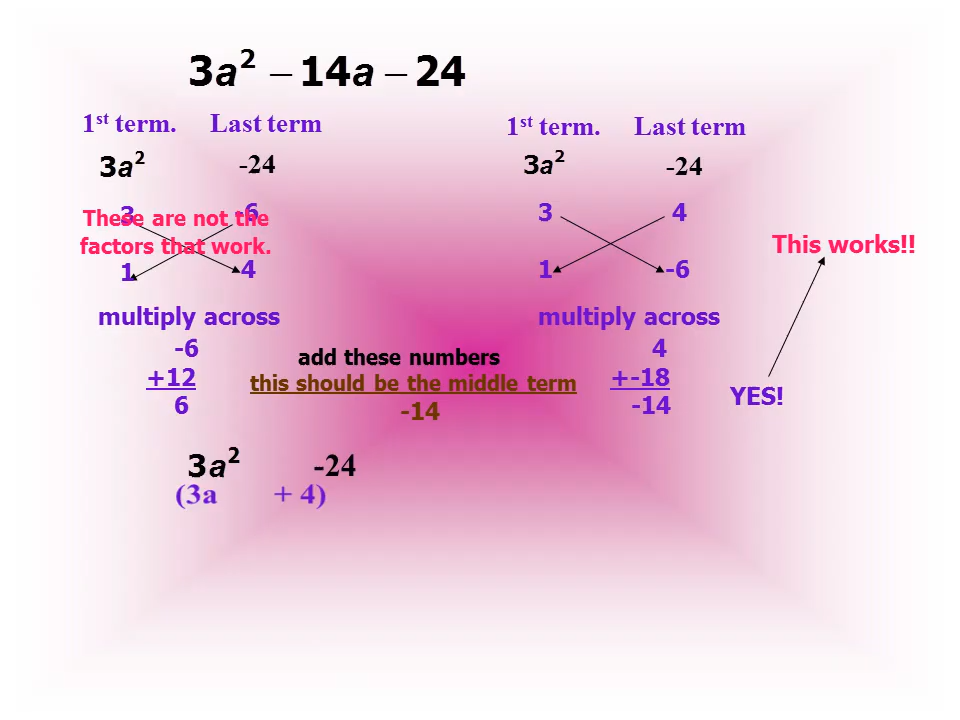 3a² – 14a – 24
1st term. Last term
3a² -24
3 -6
These are not the
factors that work.
1 4
multiply across
-6
+12
6
add these numbers
this should be the middle term
-14
1st term. Last term
3a² -24
3 4
1 -6
This works!!
multiply across
4
+-18
-14
YES!
3a² -24
(3a + 4)